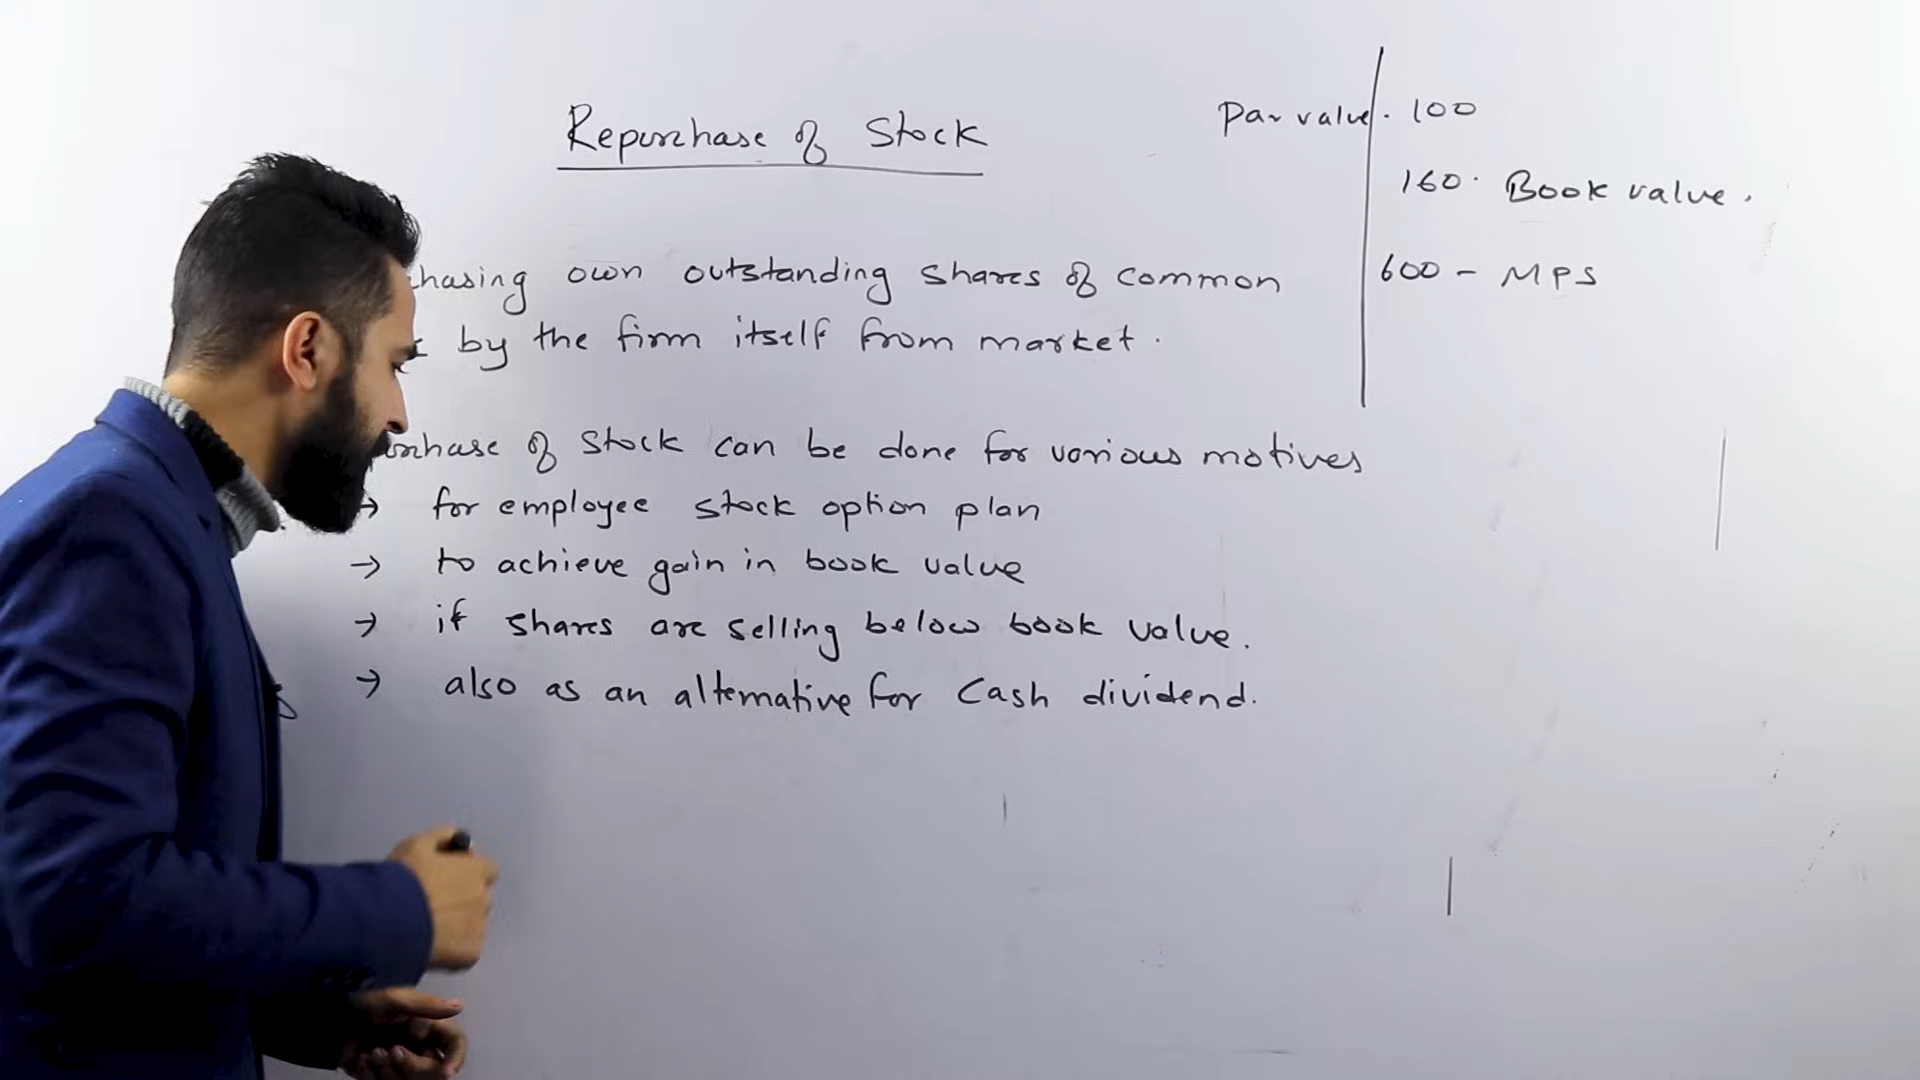 Repurchase of Stock
Par value. 100
160. Book value.
600 - MPS
own outstanding shares of common
by the firm itself from market.
of stock can be done for various motives
→ for employee stock option plan
→ to achieve gain in book value
→ if shares are selling below book value.
→ also as an alternative for Cash dividend.